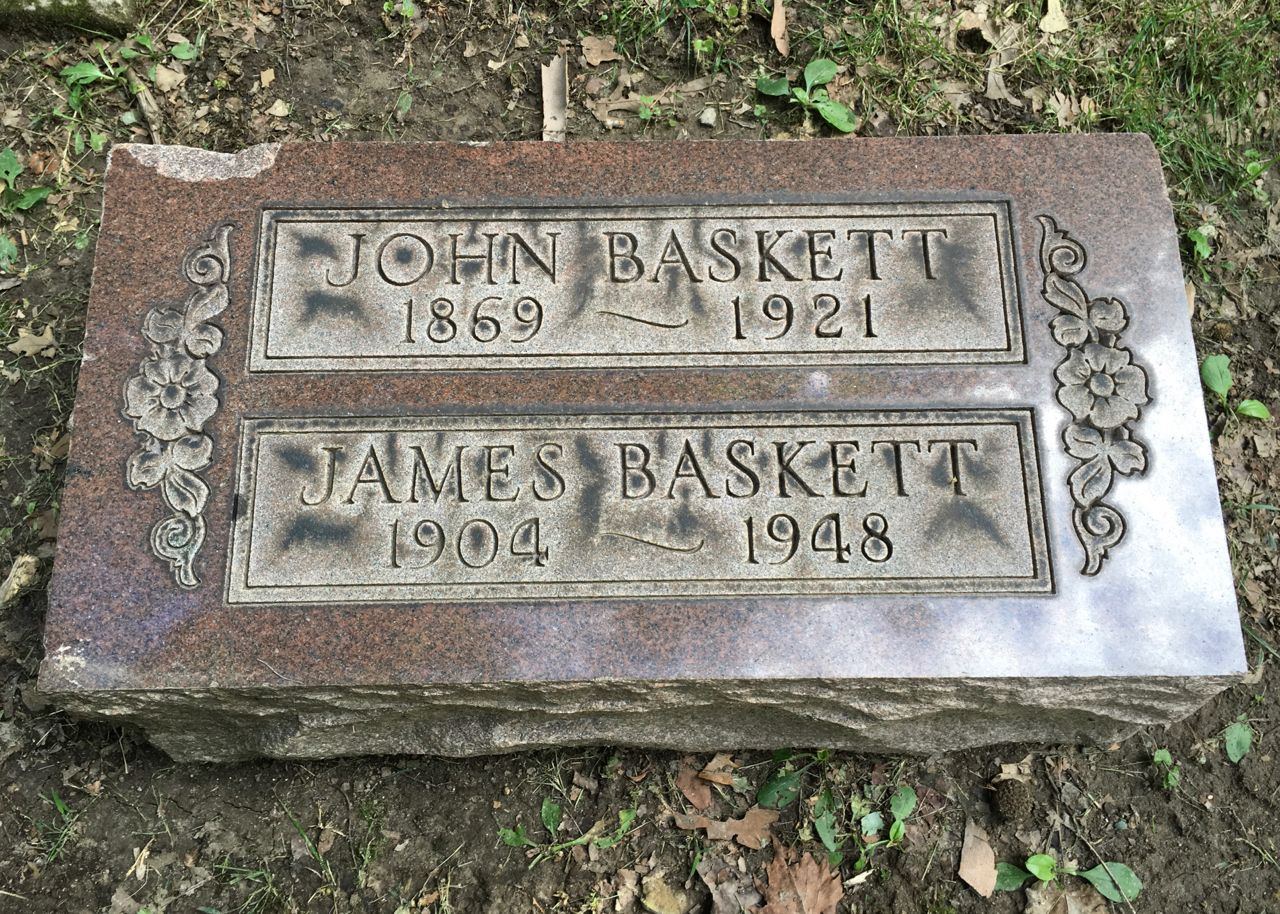 JOHN BASKETT
1869 ~ 1921
JAMES BASKETT
1904 ~ 1948